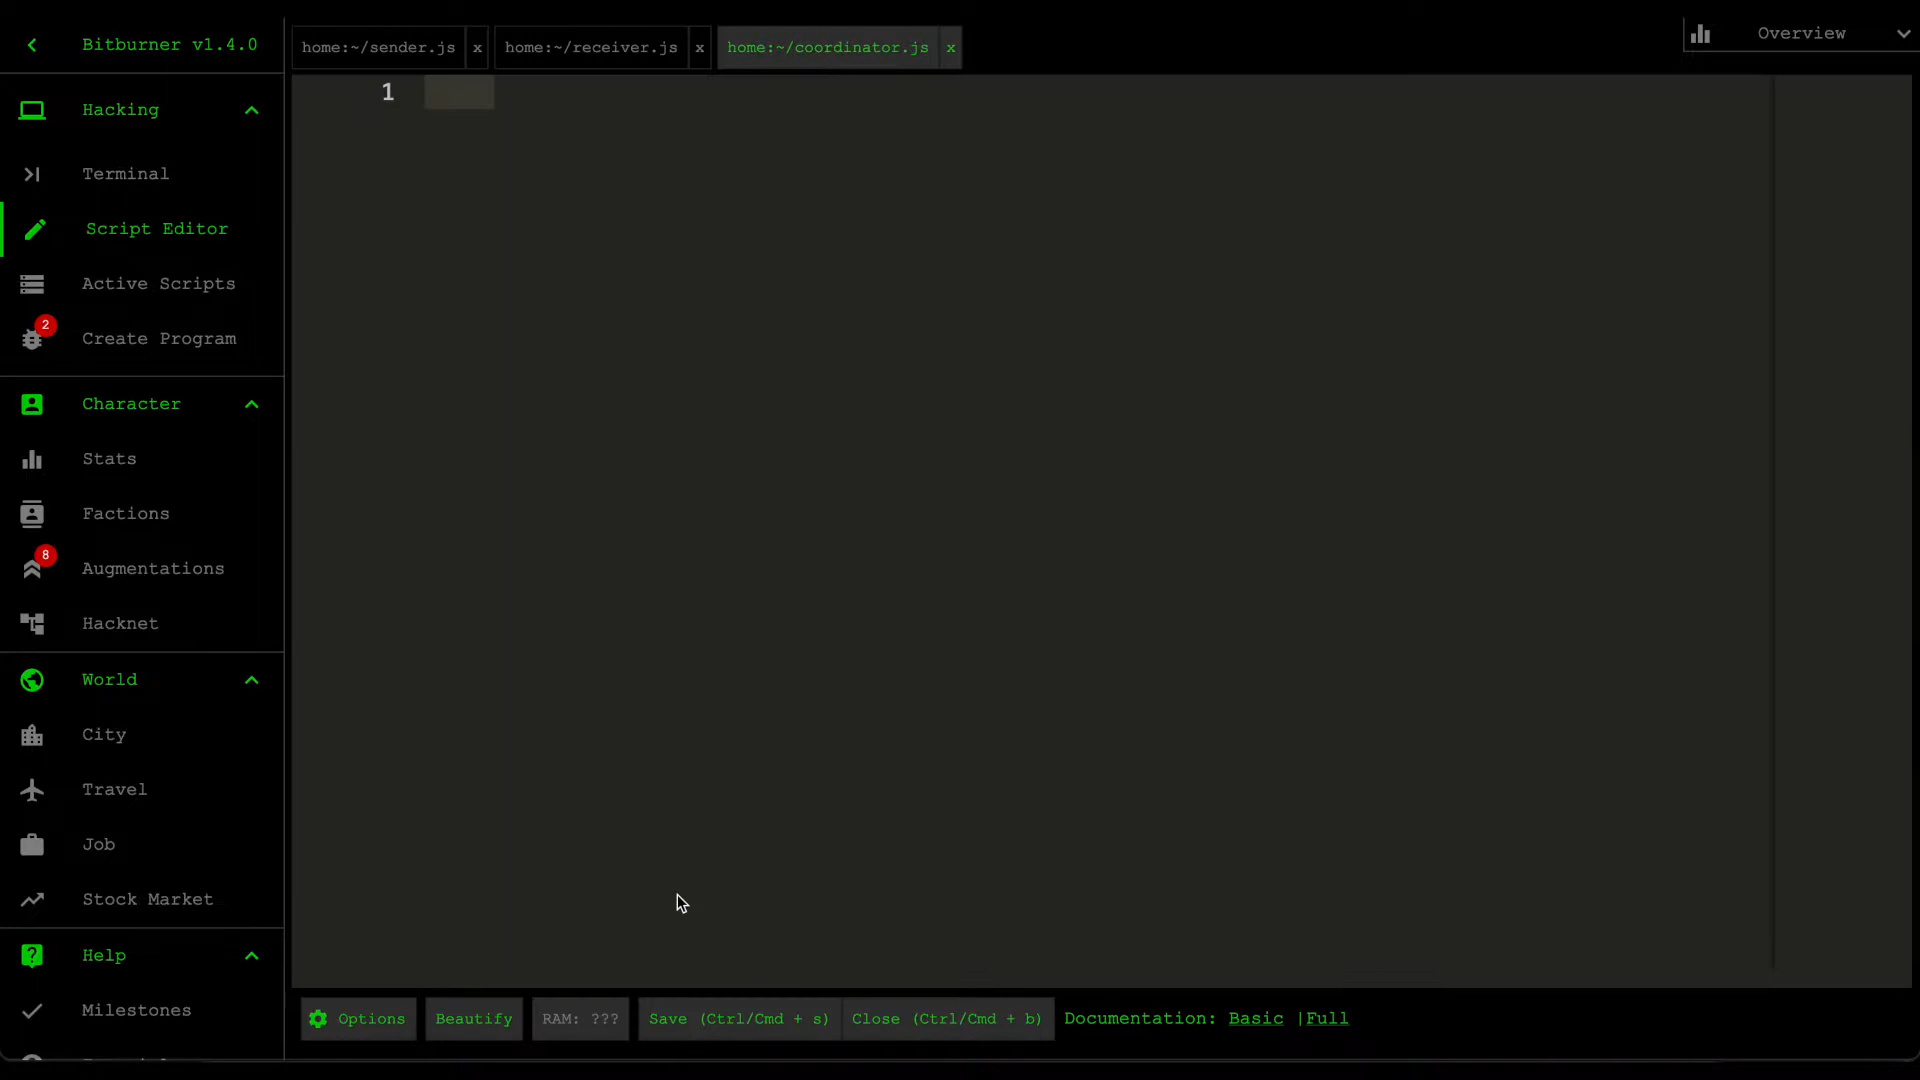 Bitburner v1.4.0
home:~/sender.js x
home:~/receiver.js x
home:~/coordinator.js x
Overview
Hacking
Terminal
Script Editor
Active Scripts
2
Create Program
Character
Stats
Factions
8
Augmentations
Hacknet
World
City
Travel
Job
Stock Market
Help
Milestones
1
Options
Beautify
RAM: ???
Save (Ctrl/Cmd + s)
Close (Ctrl/Cmd + b)
Documentation: Basic |Full